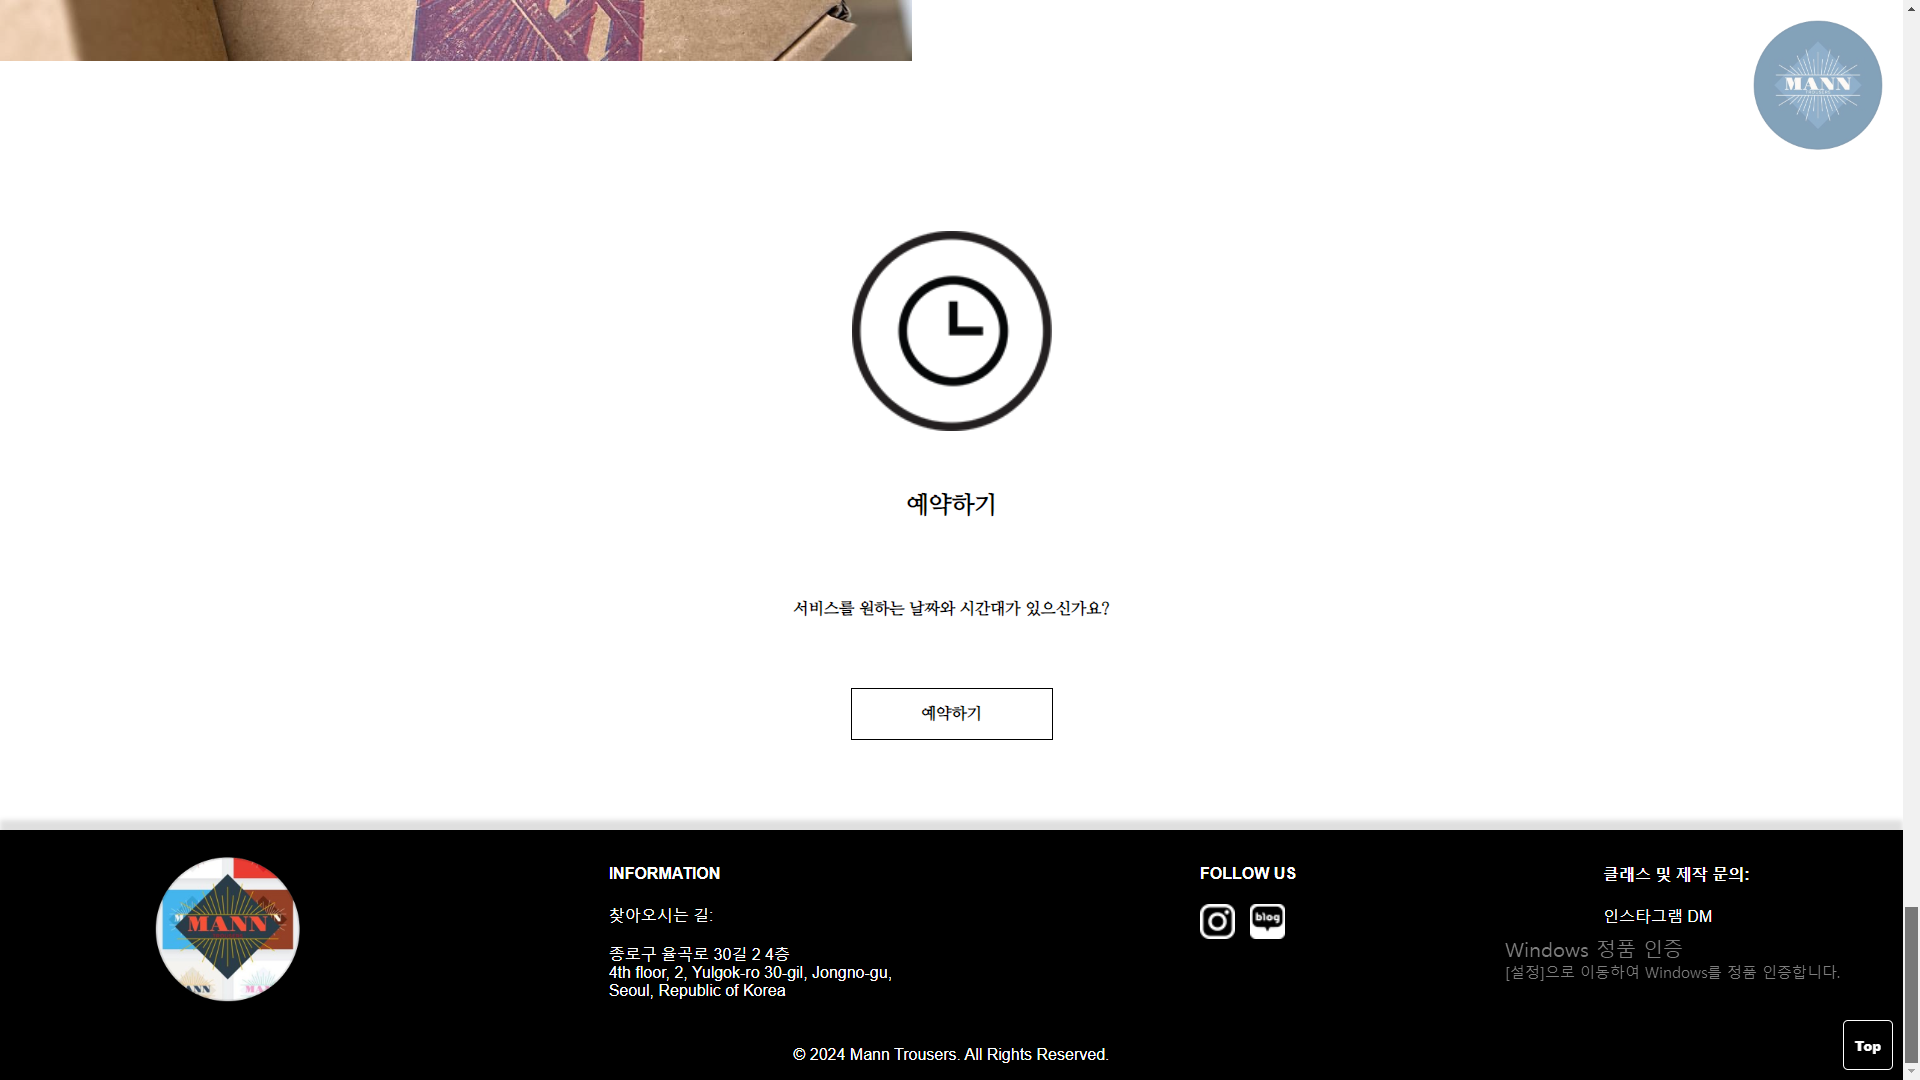 MANN
예약하기
서비스를 원하는 날짜와 시간대가 있으신가요?
예약하기
MANN
INFORMATION
찾아오시는 길:
종로구 율곡로 30길 2 4층
4th floor, 2, Yulgok-ro 30-gil, Jongno-gu,
Seoul, Republic of Korea
FOLLOW US
blog
클래스 및 제작 문의:
인스타그램 DM
Windows 정품 인증
[설정]으로 이동하여 Windows를 정품 인증합니다.
Top
© 2024 Mann Trousers. All Rights Reserved.